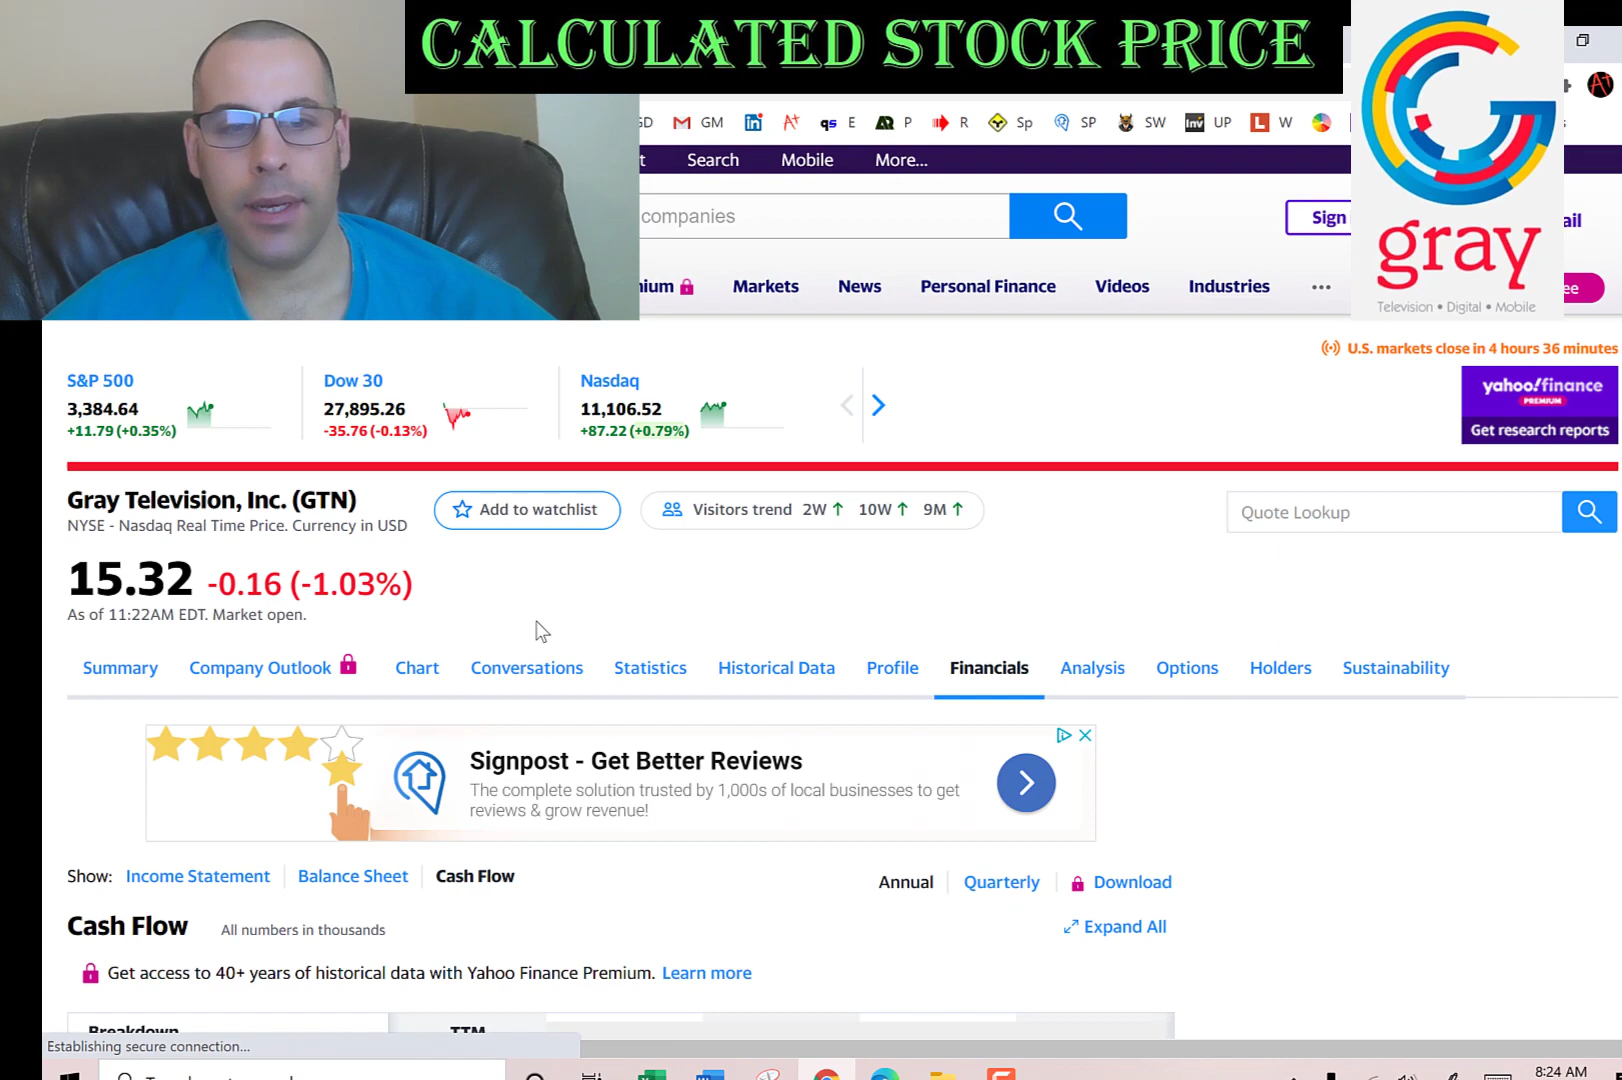 CALCULATED STOCK PRICE
GM
E
P
R
Sp
SP
SW
UP
W
Search
Mobile
More...
companies
Sign
ail
gray
Television • Digital • Mobile
Markets
News
Personal Finance
Videos
Industries
U.S. markets close in 4 hours 36 minutes
S&P 500
3,384.64
+11.79 (+0.35%)
Dow 30
27,895.26
-35.76 (-0.13%)
Nasdaq
11,106.52
+87.22 (+0.79%)
yahoo!finance
PREMIUM
Get research reports
Gray Television, Inc. (GTN)
NYSE - Nasdaq Real Time Price. Currency in USD
Add to watchlist
Visitors trend 2W ↑ 10W ↑ 9M ↑
Quote Lookup
15.32 -0.16 (-1.03%)
As of 11:22AM EDT. Market open.
Summary
Company Outlook
Chart
Conversations
Statistics
Historical Data
Profile
Financials
Analysis
Options
Holders
Sustainability
Signpost - Get Better Reviews
The complete solution trusted by 1,000s of local businesses to get
reviews & grow revenue!
Show: Income Statement Balance Sheet Cash Flow
Annual Quarterly Download
Cash Flow All numbers in thousands
Expand All
Get access to 40+ years of historical data with Yahoo Finance Premium. Learn more
Breakdown TTM
Establishing secure connection...
8:24 AM